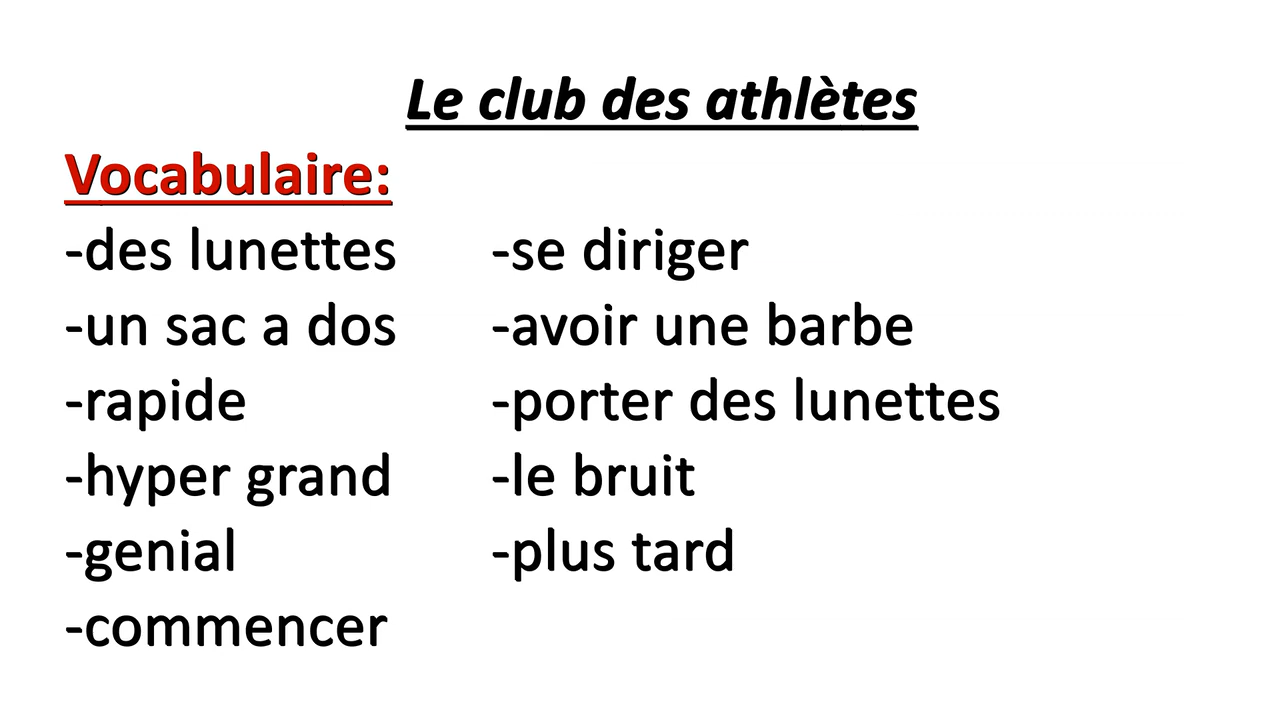 Le club des athlètes
Vocabulaire:
-des lunettes
-un sac a dos
-rapide
-hyper grand
-genial
-commencer
-se diriger
-avoir une barbe
-porter des lunettes
-le bruit
-plus tard